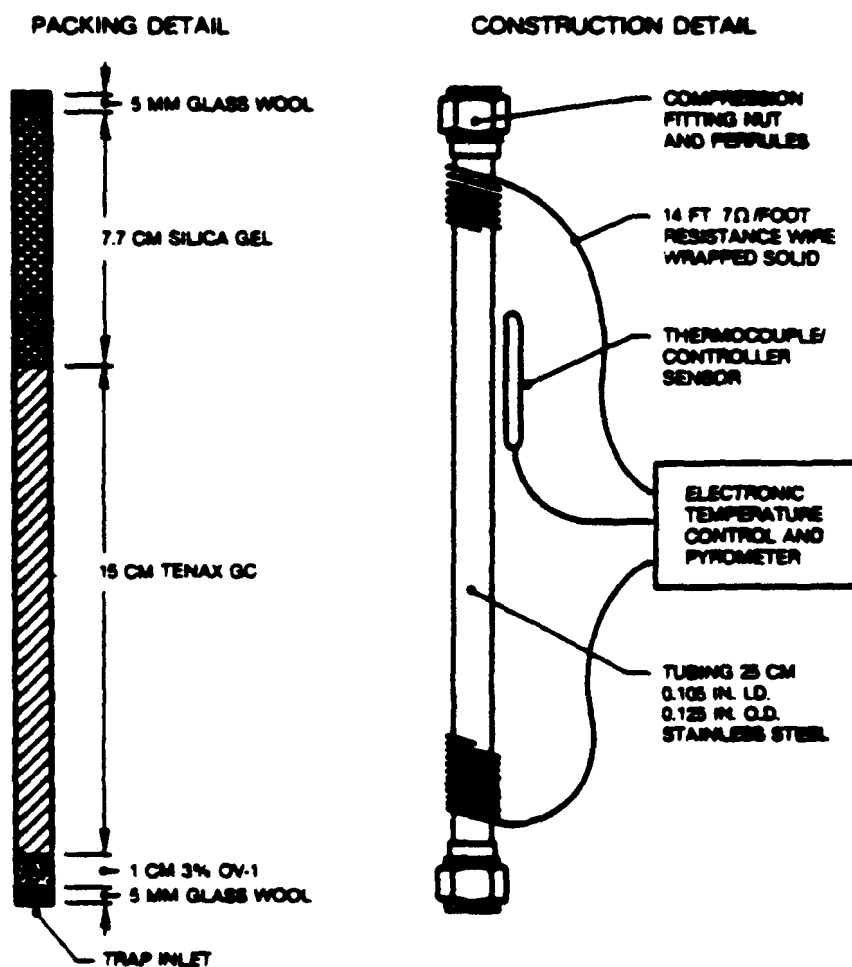 PACKING DETAIL
5 MM GLASS WOOL
7.7 CM SILICA GEL
15 CM TENAX GC
1 CM 3% OV-1
5 MM GLASS WOOL
TRAP INLET
CONSTRUCTION DETAIL
COMPRESSION
FITTING NUT
AND FERRULES
14 FT 7Ω/FOOT
RESISTANCE WIRE
WRAPPED SOLID
THERMOCOUPLE/
CONTROLLER
SENSOR
ELECTRONIC
TEMPERATURE
CONTROL AND
PYROMETER
TUBING 25 CM
0.105 IN. I.D.
0.125 IN. O.D.
STAINLESS STEEL